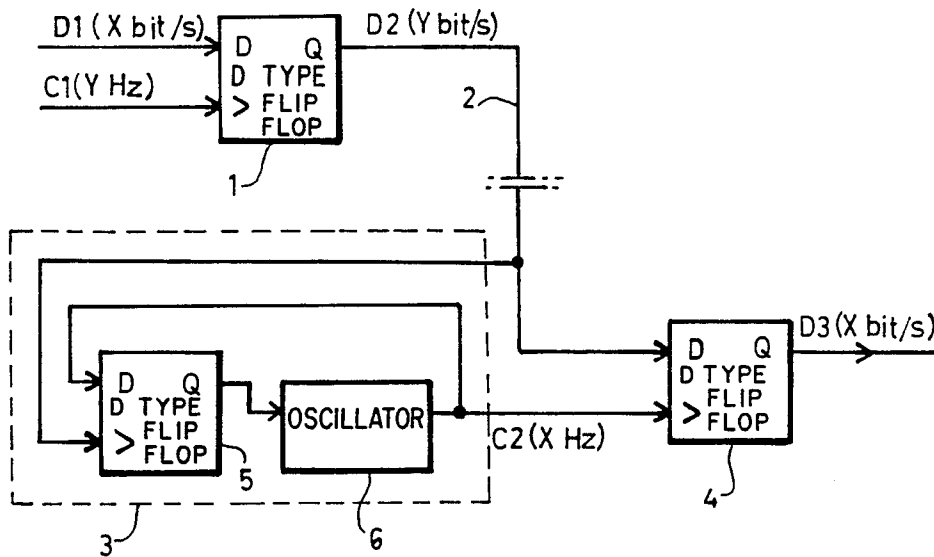 D1 (X bit/s)
C1 (Y Hz)
D Q
D TYPE
> FLIP
FLOP
1
D2 (Y bit/s)
2
D Q
D TYPE
> FLIP
FLOP
5
OSCILLATOR
6
3
C2 (X Hz)
D Q
D TYPE
> FLIP
FLOP
4
D3 (X bit/s)